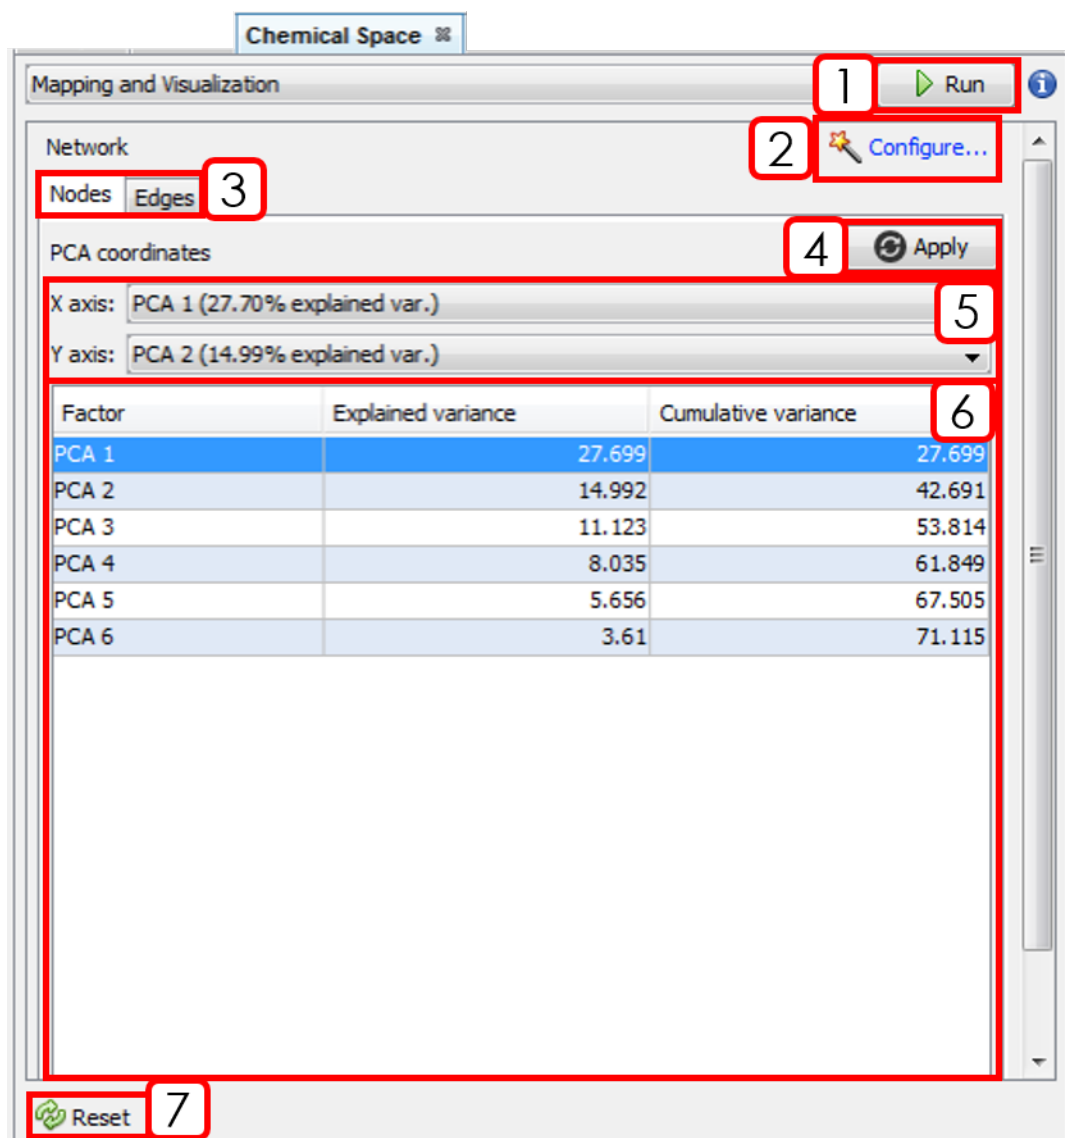 Chemical Space
Mapping and Visualization
1
Run
Network
2
Configure...
Nodes
Edges
3
PCA coordinates
4
Apply
X axis: PCA 1 (27.70% explained var.)
5
Y axis: PCA 2 (14.99% explained var.)
Factor Explained variance Cumulative variance 6
PCA 1 27.699 27.699
PCA 2 14.992 42.691
PCA 3 11.123 53.814
PCA 4 8.035 61.849
PCA 5 5.656 67.505
PCA 6 3.61 71.115
Reset 7